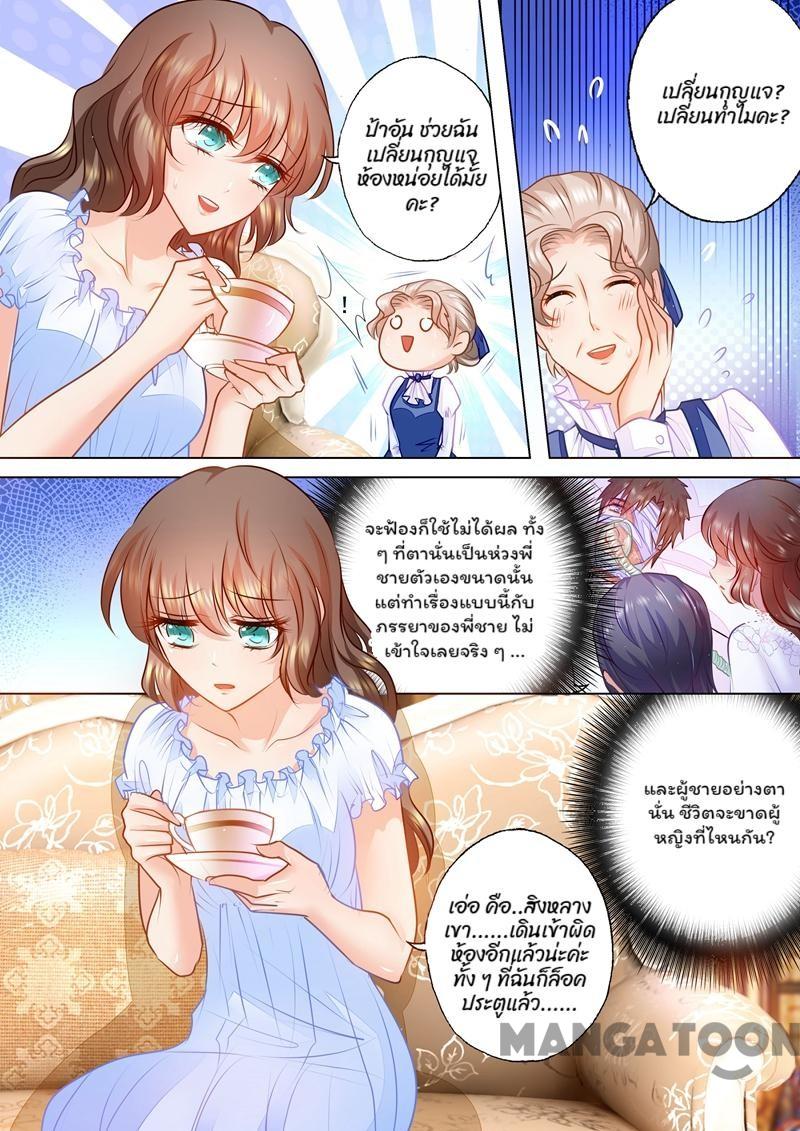 ป้าอัน ช่วยฉัน
เปลี่ยนกุญแจ
ห้องหน่อยได้มั้ย
คะ?
!
เปลี่ยนกุญแจ?
เปลี่ยนทำไมคะ?
จะฟ้องก็ใช้ไม่ได้ผล ทั้ง
ๆ ที่ตานั่นเป็นห่วงพี่
ชายตัวเองขนาดนั้น
แต่ทำเรื่องแบบนี้กับ
ภรรยาของพี่ชาย ไม่
เข้าใจเลยจริง ๆ ...
และผู้ชายอย่างตา
นั่น ชีวิตจะขาดผู้
หญิงที่ไหนกัน?
เอ่อ คือ..สิงหลาง
เขา......เดินเข้าผิด
ห้องอีกแล้วน่ะค่ะ
ทั้ง ๆ ที่ฉันก็ล็อค
ประตูแล้ว......
MANGATOON